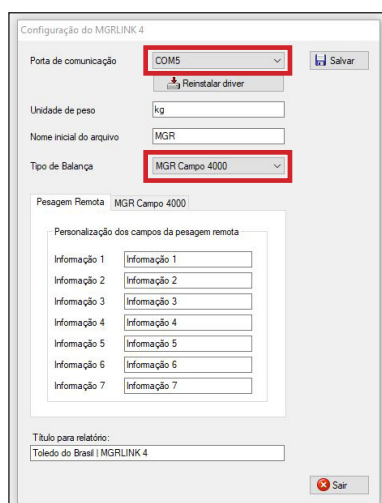 Configuração do MGRLINK 4
Porta de comunicação COM5 Salvar
Reinstalar driver
Unidade de peso kg
Nome inicial do arquivo MGR
Tipo de Balança MGR Campo 4000
Pesagem Remota MGR Campo 4000
Personalização dos campos da pesagem remota
Informação 1 Informação 1
Informação 2 Informação 2
Informação 3 Informação 3
Informação 4 Informação 4
Informação 5 Informação 5
Informação 6 Informação 6
Informação 7 Informação 7
Título para relatório:
Toledo do Brasil | MGRLINK 4
Sair